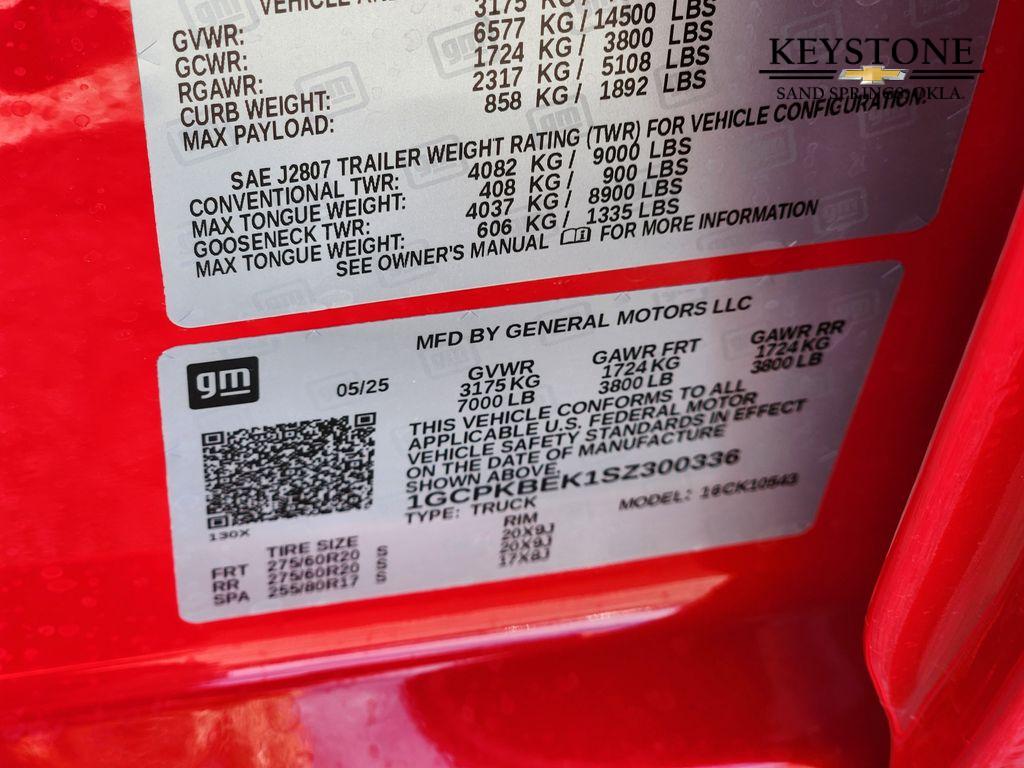 VEHICLE AND
3175 KG /
GVWR: 6577 KG / 14500 LBS
GCWR: 1724 KG / 3800 LBS
RGAWR: 2317 KG / 5108 LBS
CURB WEIGHT: 858 KG / 1892 LBS
MAX PAYLOAD:
KEYSTONE
SAND SPRINGS, OKLA.
SAE J2807 TRAILER WEIGHT RATING (TWR) FOR VEHICLE CONFIGURATION:
CONVENTIONAL TWR: 4082 KG / 9000 LBS
MAX TONGUE WEIGHT: 408 KG / 900 LBS
GOOSENECK TWR: 4037 KG / 8900 LBS
MAX TONGUE WEIGHT: 606 KG / 1335 LBS
SEE OWNER'S MANUAL FOR MORE INFORMATION
MFD BY GENERAL MOTORS LLC
gm
05/25
GVWR GAWR FRT GAWR RR
3175 KG 1724 KG 1724 KG
7000 LB 3800 LB 3800 LB
THIS VEHICLE CONFORMS TO ALL
APPLICABLE U.S. FEDERAL MOTOR
VEHICLE SAFETY STANDARDS IN EFFECT
ON THE DATE OF MANUFACTURE
SHOWN ABOVE.
1GCPKBEK1SZ300336
TYPE: TRUCK MODEL: 16CK10543
130X
TIRE SIZE RIM
FRT 275/60R20 S 20X9J
RR 275/60R20 S 20X9J
SPA 255/80R17 S 17X8J